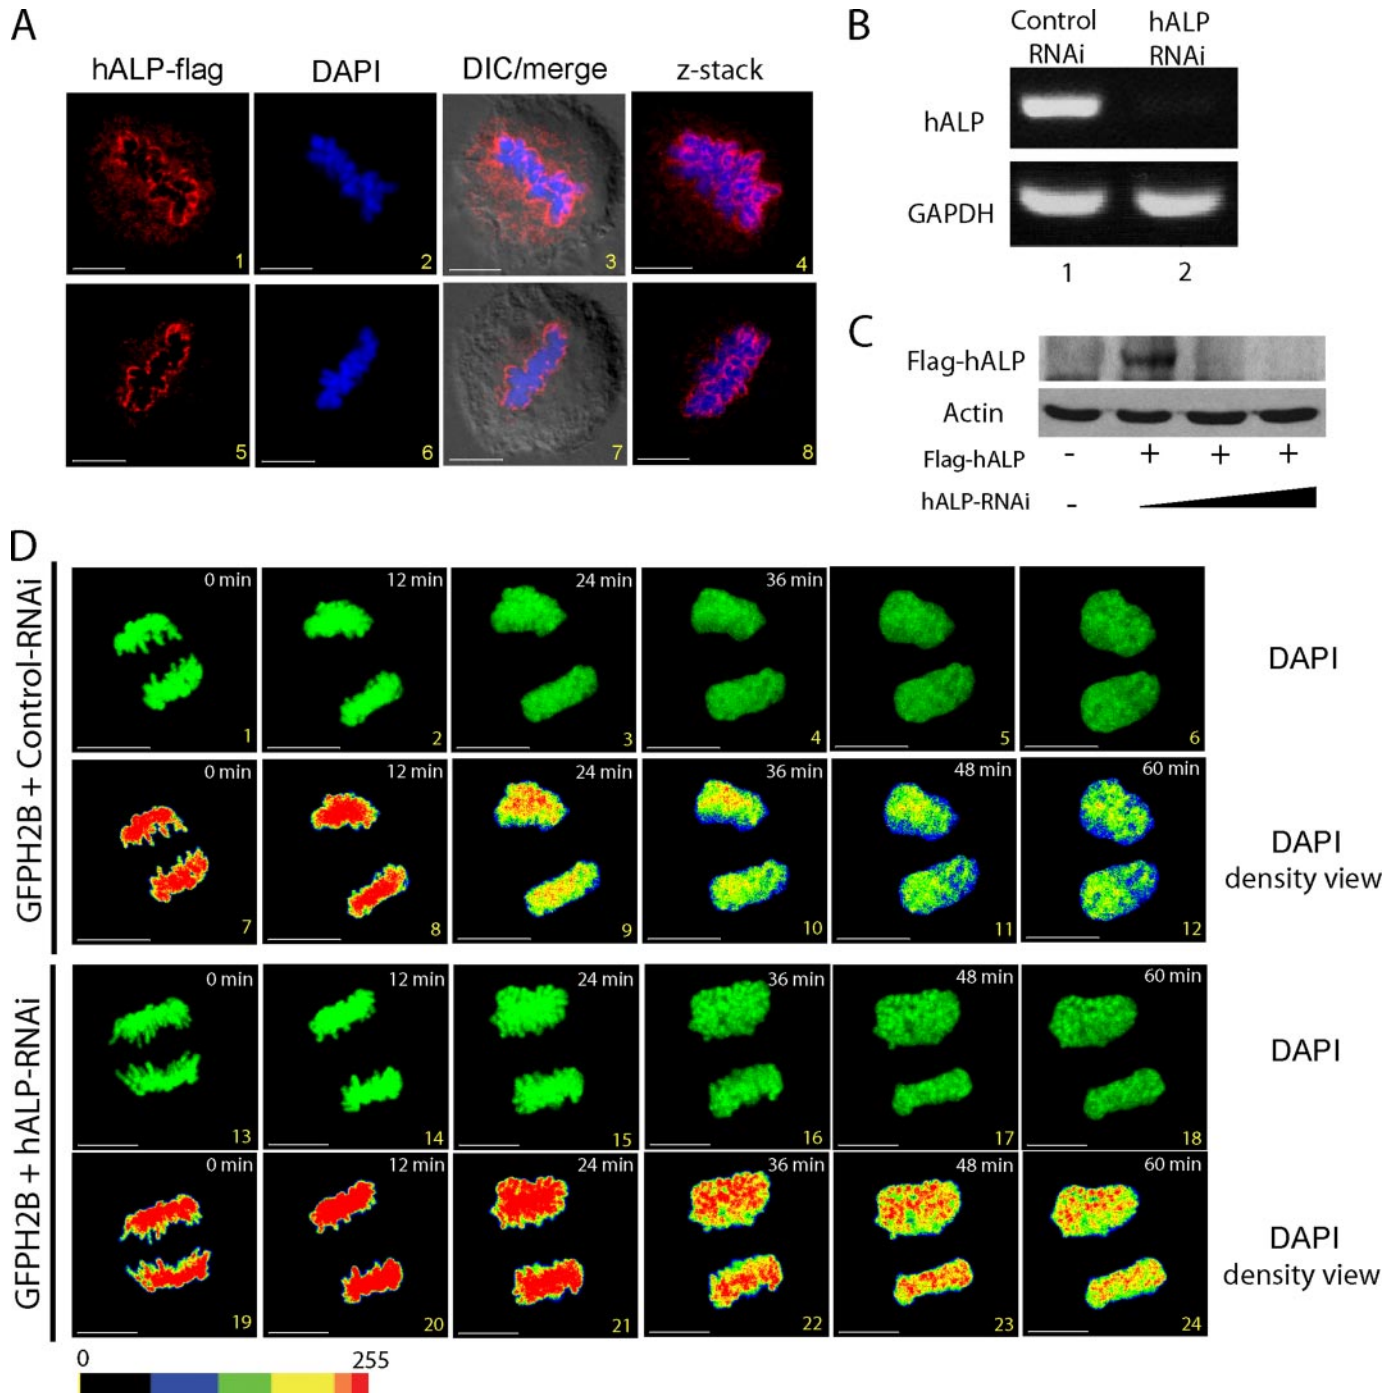 A
hALP-flag DAPI DIC/merge z-stack
1 2 3 4
5 6 7 8
B
Control RNAi
hALP RNAi
hALP
GAPDH
1 2
C
Flag-hALP
Actin
Flag-hALP - + + +
hALP-RNAi -
D
GFPH2B + Control-RNAi
0 min 12 min 24 min 36 min
DAPI
1 2 3 4 5 6
0 min 12 min 24 min 36 min 48 min 60 min
DAPI
density view
7 8 9 10 11 12
GFPH2B + hALP-RNAi
0 min 12 min 24 min 36 min 48 min 60 min
DAPI
13 14 15 16 17 18
0 min 12 min 24 min 36 min 48 min 60 min
DAPI
density view
19 20 21 22 23 24
0 255